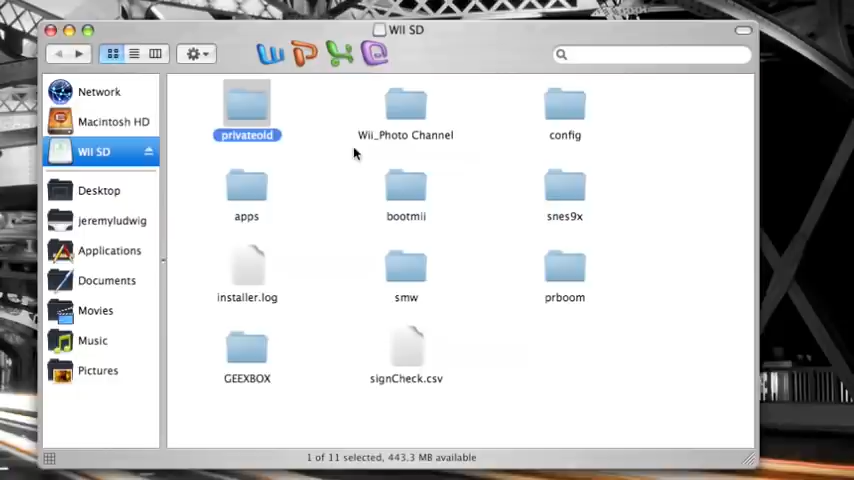 WII SD
W P X e
Network
Macintosh HD
WII SD
Desktop
jeremyludwig
Applications
Documents
Movies
Music
Pictures
privateold
Wii_Photo Channel
config
apps
bootmii
snes9x
installer.log
smw
prboom
GEEXBOX
signCheck.csv
1 of 11 selected, 443.3 MB available